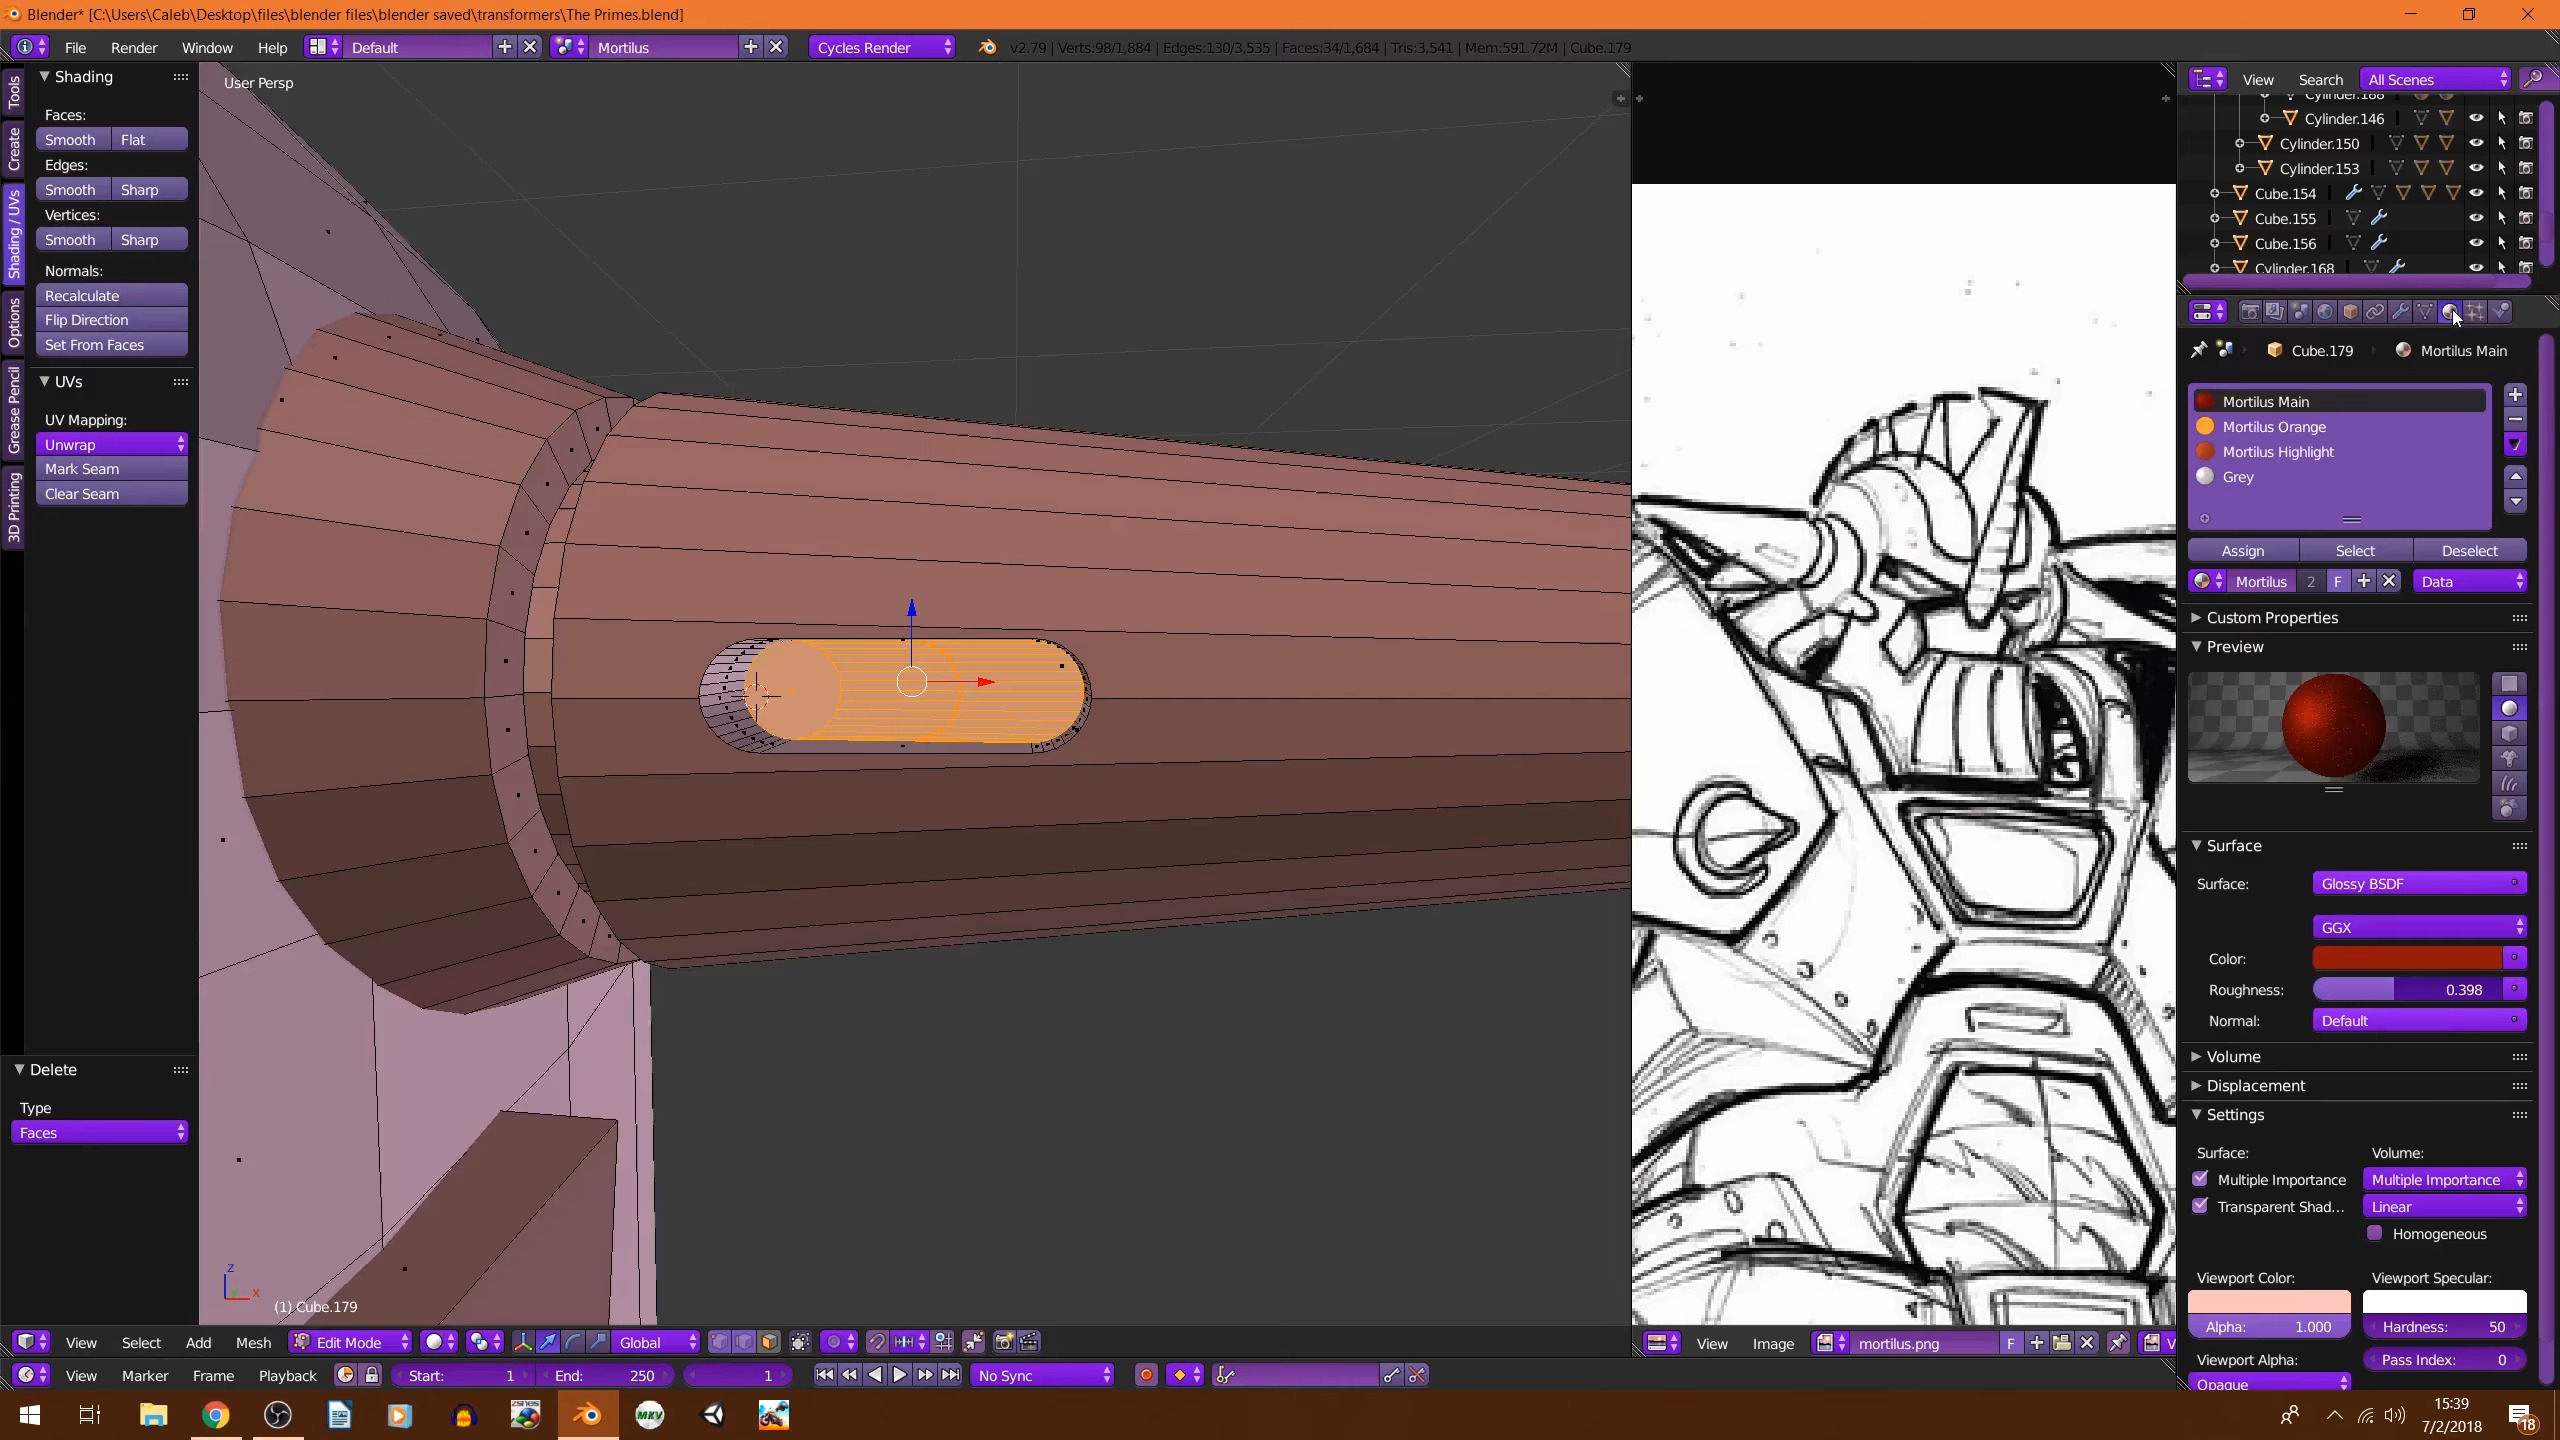 Blender* [C:\Users\Caleb\Desktop\files\blender files\blender saved\transformers\The Primes.blend]
File Render Window Help Default Mortilus Cycles Render v2.79 | Verts:98/1,884 | Edges:130/3,535 | Faces:34/1,684 | Tris:3,541 | Mem:591.72M | Cube.179
Tools
Create
Shading / UVs
Options
Grease Pencil
3D Printing
Shading
Faces:
Smooth Flat
Edges:
Smooth Sharp
Vertices:
Smooth Sharp
Normals:
Recalculate
Flip Direction
Set From Faces
UVs
UV Mapping:
Unwrap
Mark Seam
Clear Seam
Delete
Type
Faces
User Persp
z
x
(1) Cube.179
View Search All Scenes
Cylinder.188
Cylinder.146
Cylinder.150
Cylinder.153
Cube.154
Cube.155
Cube.156
Cylinder.168
Cube.179 Mortilus Main
Mortilus Main
Mortilus Orange
Mortilus Highlight
Grey
Assign Select Deselect
Mortilus 2 F Data
Custom Properties
Preview
Surface
Surface: Glossy BSDF
GGX
Color:
Roughness: 0.398
Normal: Default
Volume
Displacement
Settings
Surface: Volume:
Multiple Importance Multiple Importance
Transparent Shad... Linear
Homogeneous
Viewport Color: Viewport Specular:
Alpha: 1.000 Hardness: 50
Viewport Alpha: Pass Index: 0
Opaque
View Select Add Mesh Edit Mode Global
View Image mortilus.png F V
View Marker Frame Playback Start: 1 End: 250 1 No Sync
ZSNES
MKV
15:39
7/2/2018
18